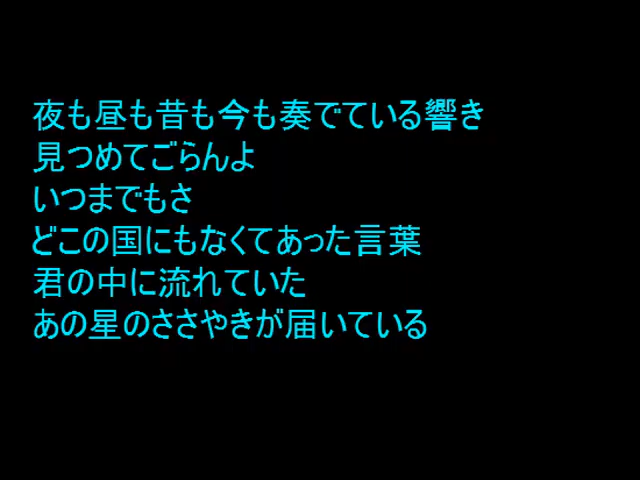 夜も昼も昔も今も奏でている響き
見つめてごらんよ
いつまでもさ
どこの国にもなくてあった言葉
君の中に流れていた
あの星のささやきが届いている